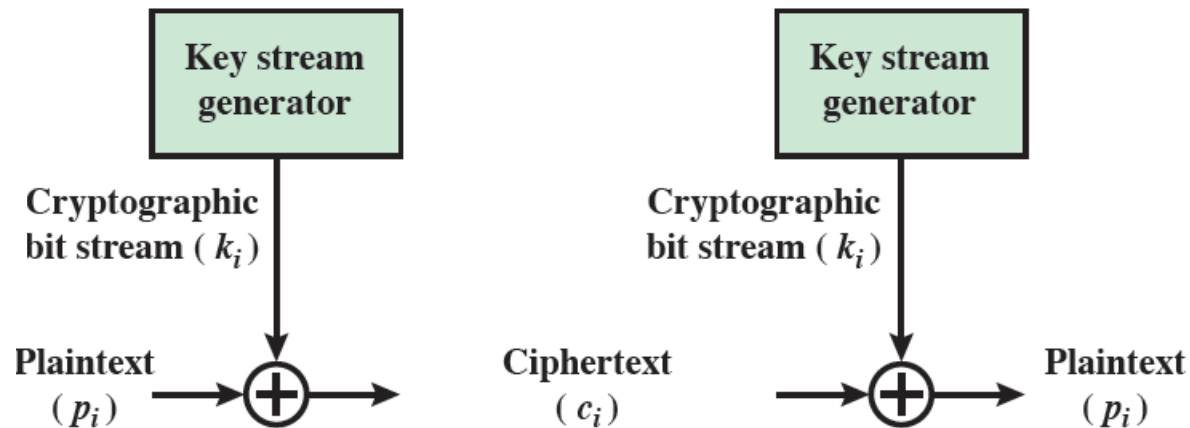 Key stream
generator
Key stream
generator
Cryptographic
bit stream ( kᵢ )
Cryptographic
bit stream ( kᵢ )
Plaintext
( pᵢ )
Ciphertext
( cᵢ )
Plaintext
( pᵢ )